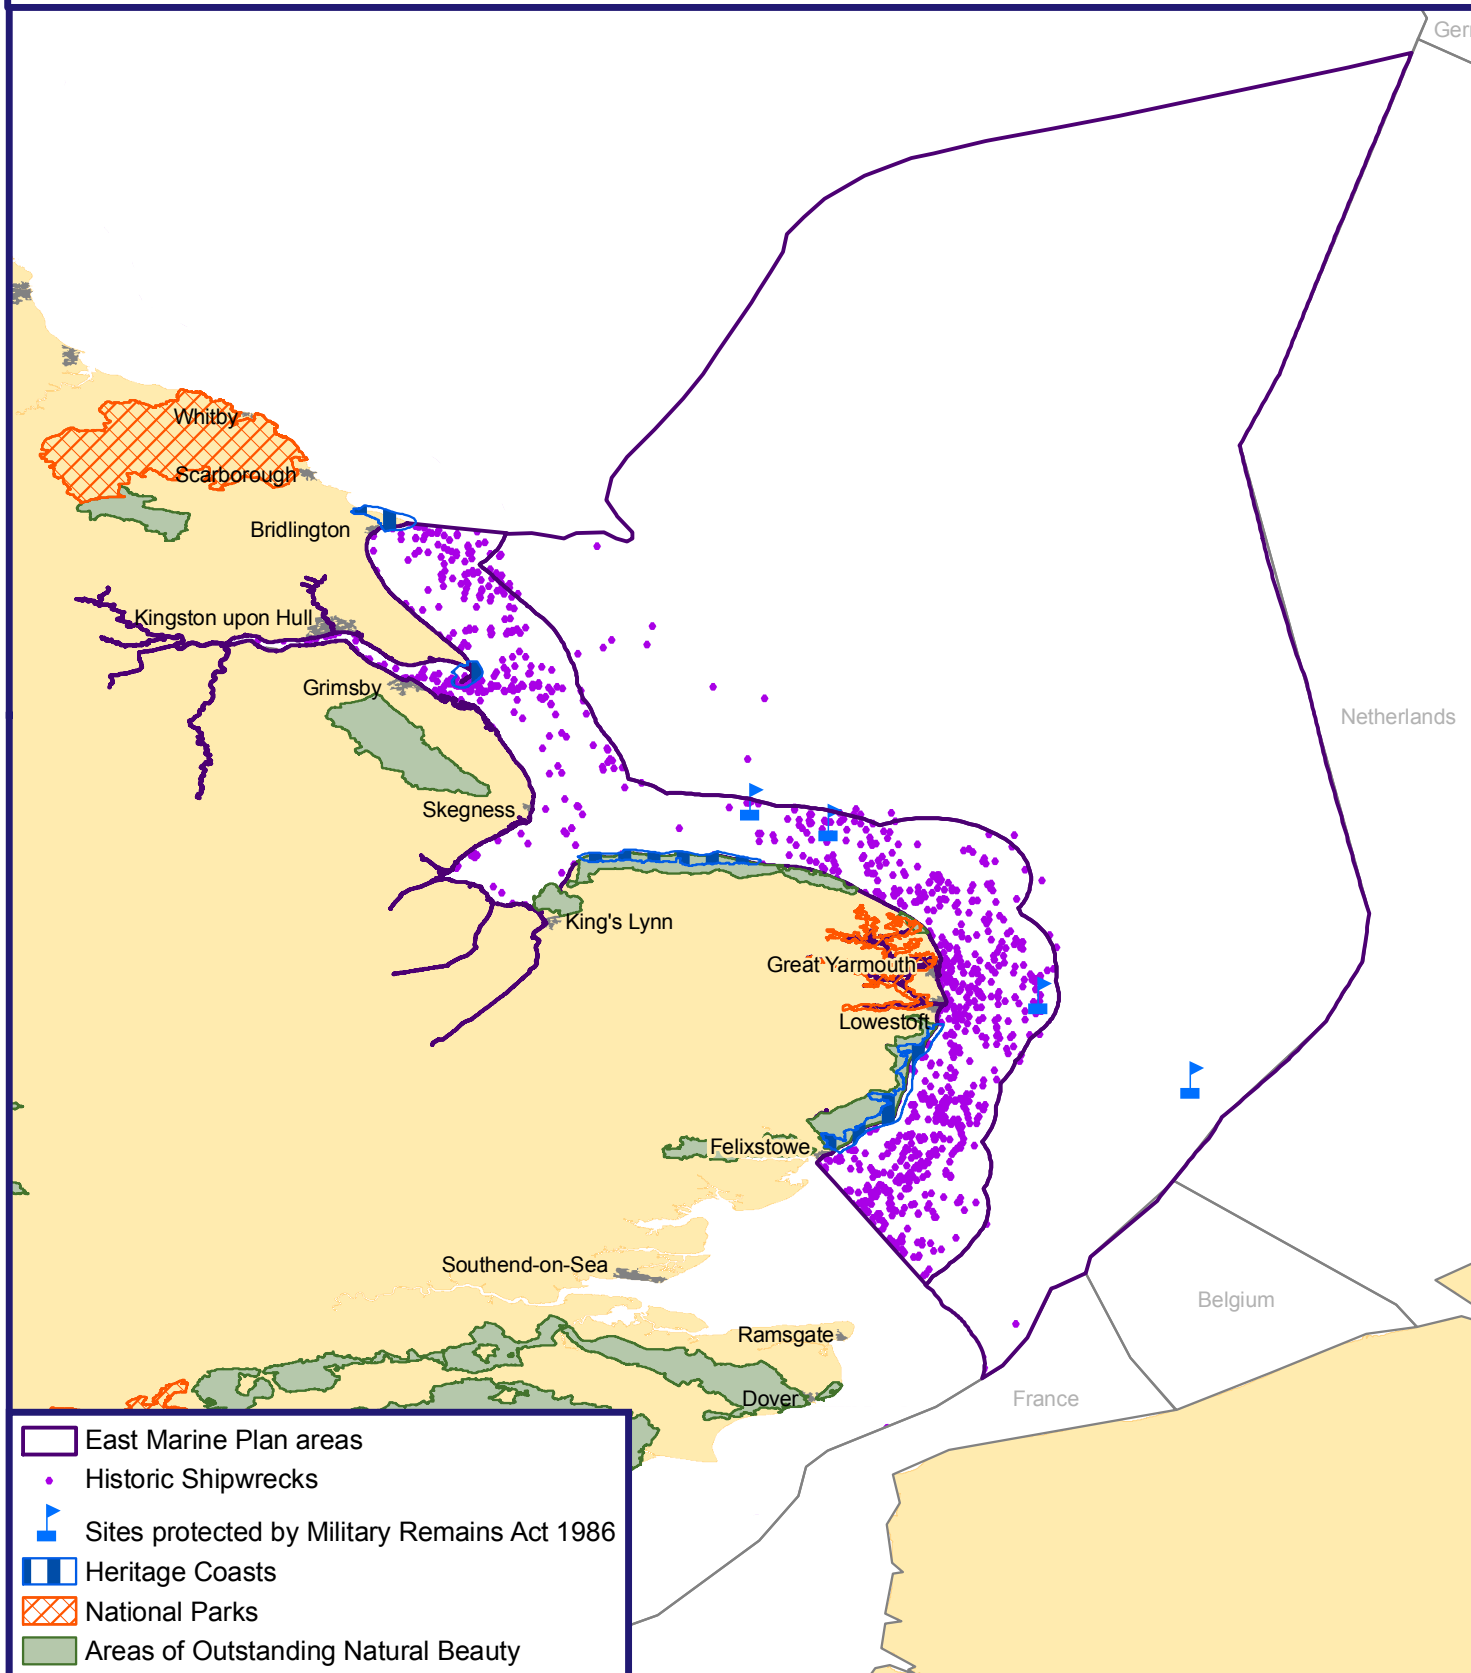 Ger
Whitby
Scarborough
Bridlington
Kingston upon Hull
Grimsby
Netherlands
Skegness
King's Lynn
Great Yarmouth
Lowestoft
Felixstowe
Southend-on-Sea
Belgium
Ramsgate
Dover
France
East Marine Plan areas
Historic Shipwrecks
Sites protected by Military Remains Act 1986
Heritage Coasts
National Parks
Areas of Outstanding Natural Beauty